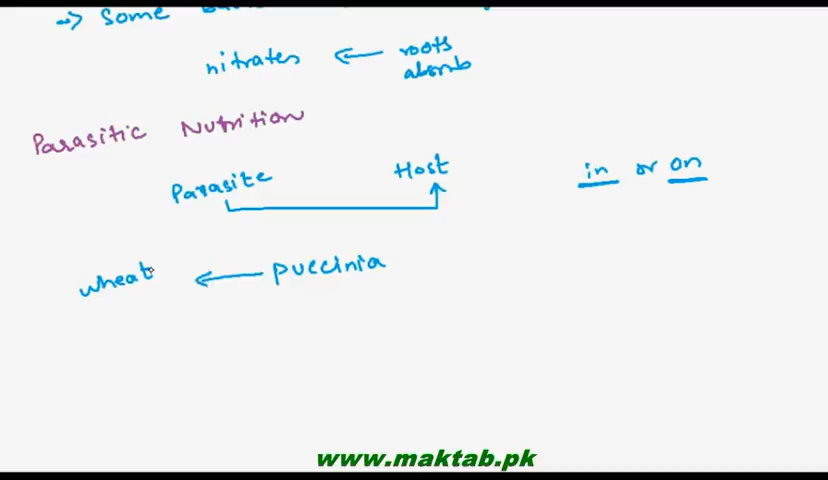 → Some
nitrates ← roots
absorb
Parasitic Nutrition
Parasite Host in or on
wheat ← puccinia
www.maktab.pk